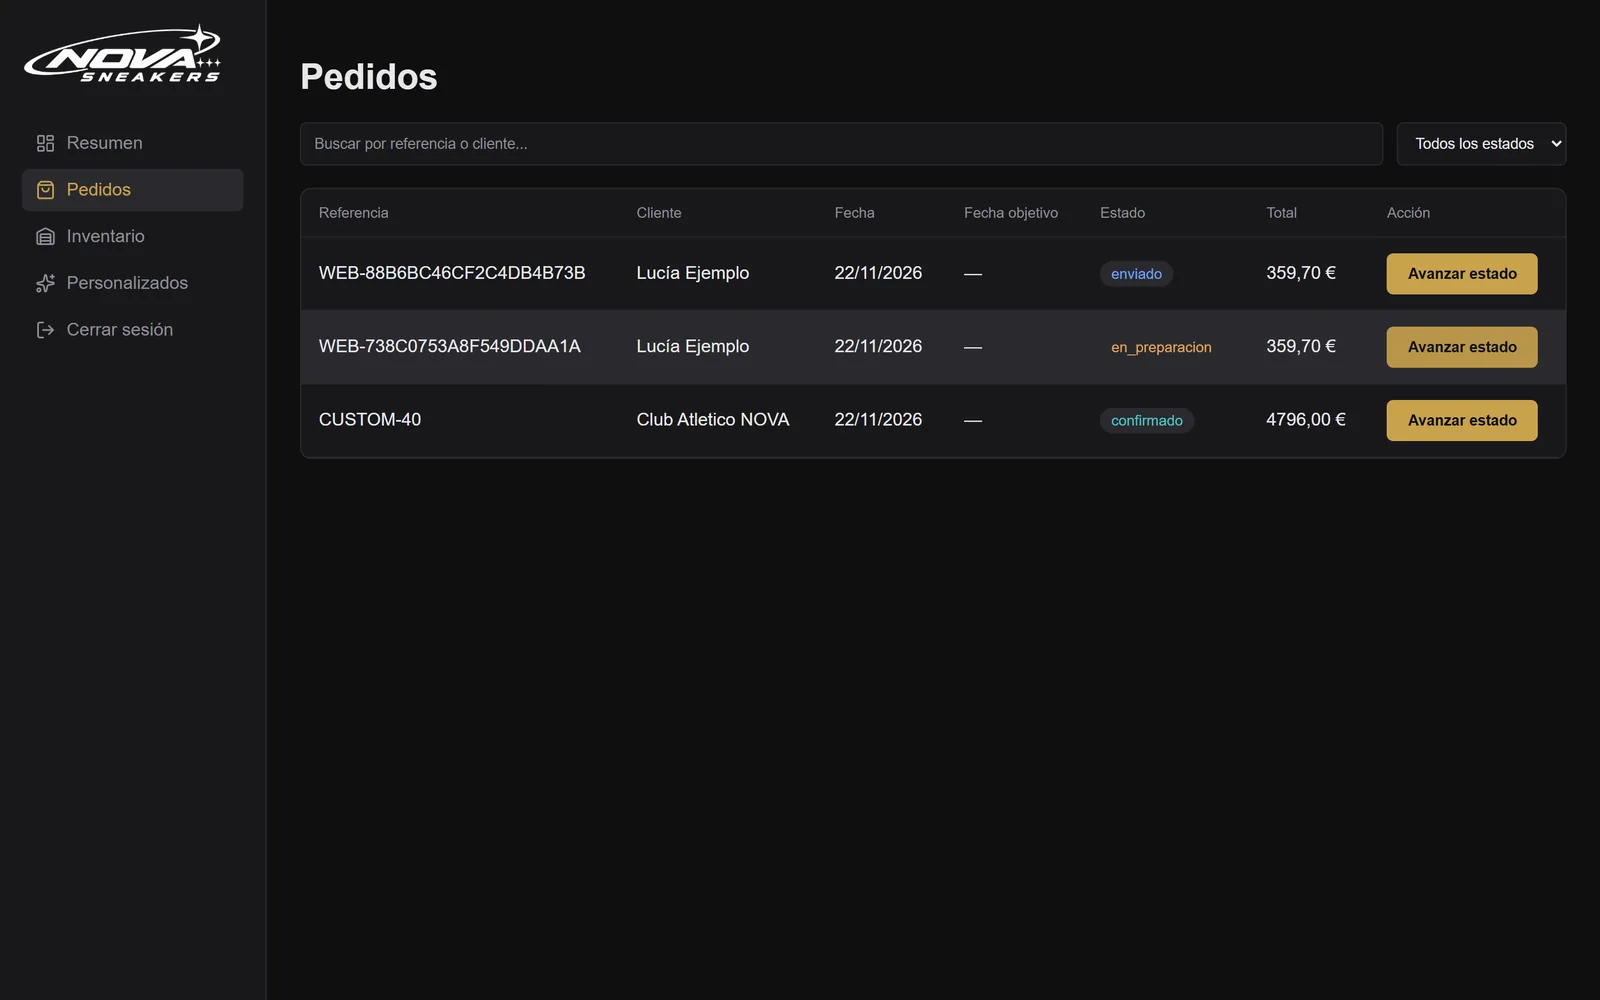 NOVA
SNEAKERS
Resumen
Pedidos
Inventario
Personalizados
Cerrar sesión
Pedidos
Buscar por referencia o cliente...
Todos los estados
Referencia Cliente Fecha Fecha objetivo Estado Total Acción
WEB-88B6BC46CF2C4DB4B73B Lucía Ejemplo 22/11/2026 — enviado 359,70 € Avanzar estado
WEB-738C0753A8F549DDAA1A Lucía Ejemplo 22/11/2026 — en_preparacion 359,70 € Avanzar estado
CUSTOM-40 Club Atletico NOVA 22/11/2026 — confirmado 4796,00 € Avanzar estado